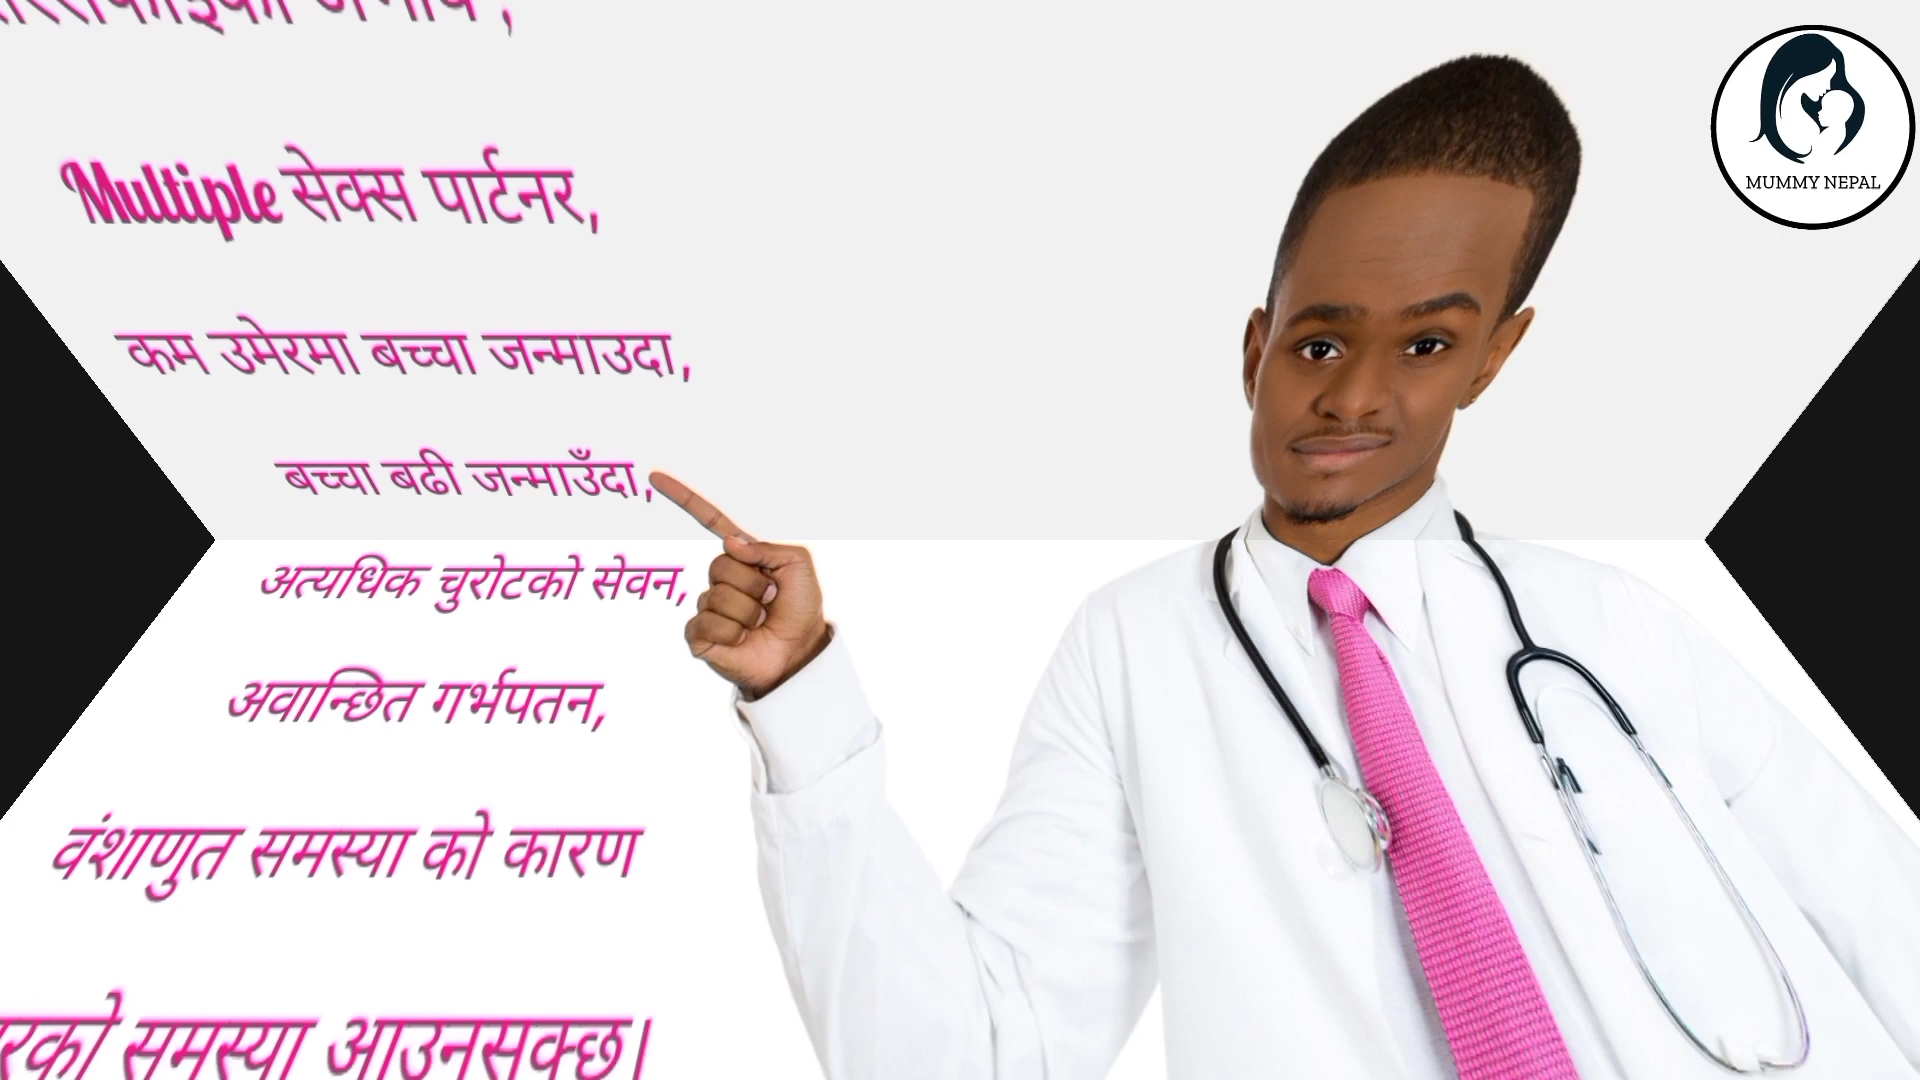 Multiple सेक्स पार्टनर,
कम उमेरमा बच्चा जन्माउदा,
बच्चा बढी जन्माउँदा,
अत्यधिक चुरोटको सेवन,
अवान्छित गर्भपतन,
वंशाणुत समस्या को कारण
समस्या आउनसक्छ।
MUMMY NEPAL